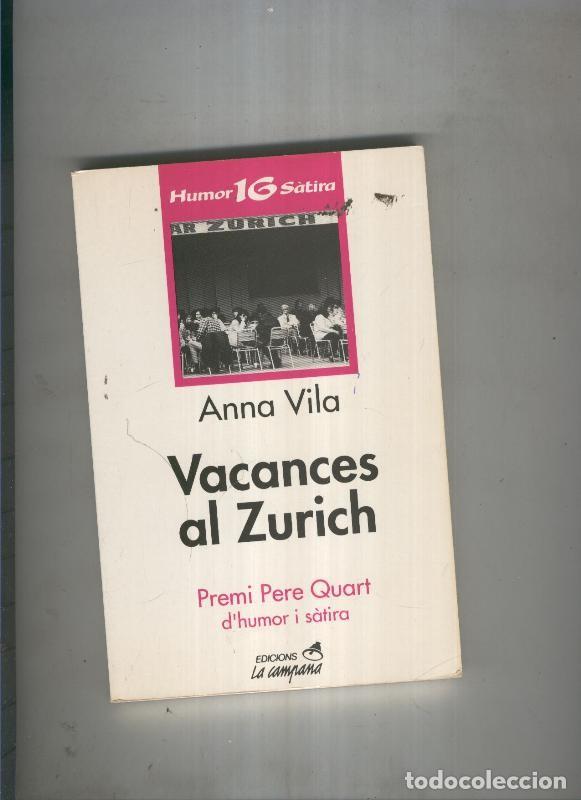 Humor 16 Sàtira
AR ZURICH
Anna Vila
Vacances
al Zurich
Premi Pere Quart
d'humor i sàtira
EDICIONS
La campana
todocoleccion